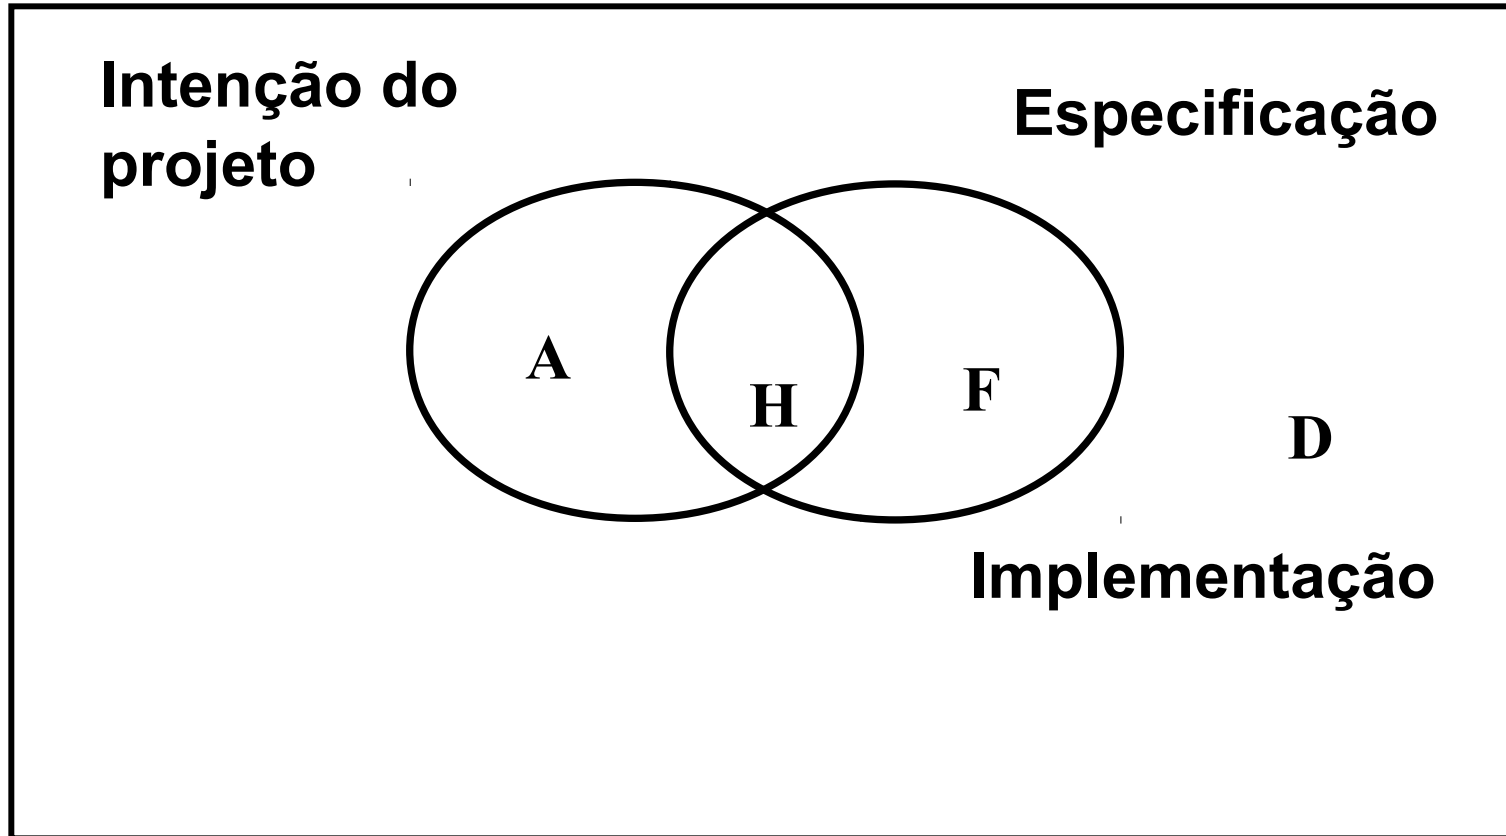 Intenção do
projeto
Especificação
A
H
F
D
Implementação